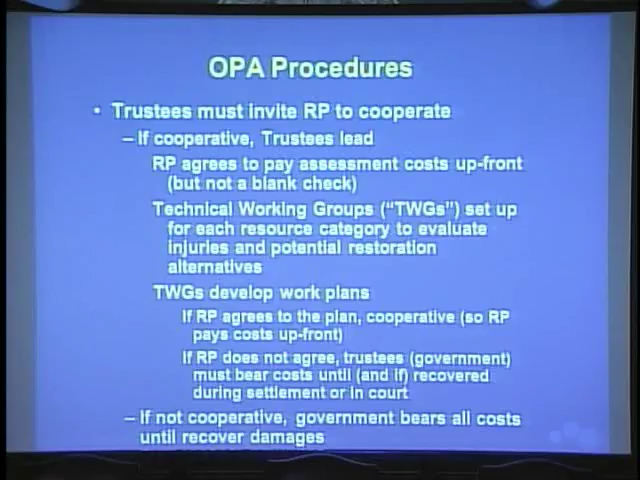 OPA Procedures
• Trustees must invite RP to cooperate
– If cooperative, Trustees lead
RP agrees to pay assessment costs up-front
(but not a blank check)
Technical Working Groups (“TWGs”) set up
for each resource category to evaluate
injuries and potential restoration
alternatives
TWGs develop work plans
If RP agrees to the plan, cooperative (so RP
pays costs up-front)
If RP does not agree, trustees (government)
must bear costs until (and if) recovered
during settlement or in court
– If not cooperative, government bears all costs
until recover damages